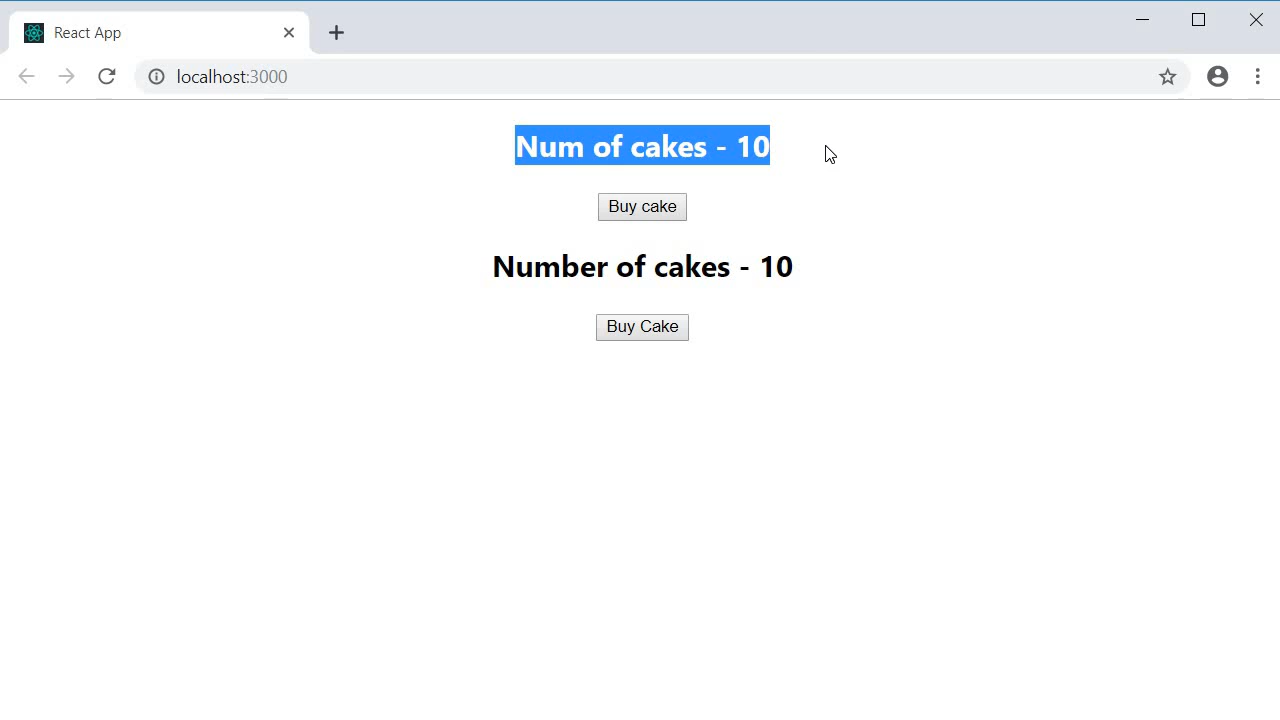 React App
localhost:3000
Num of cakes - 10
Buy cake
Number of cakes - 10
Buy Cake